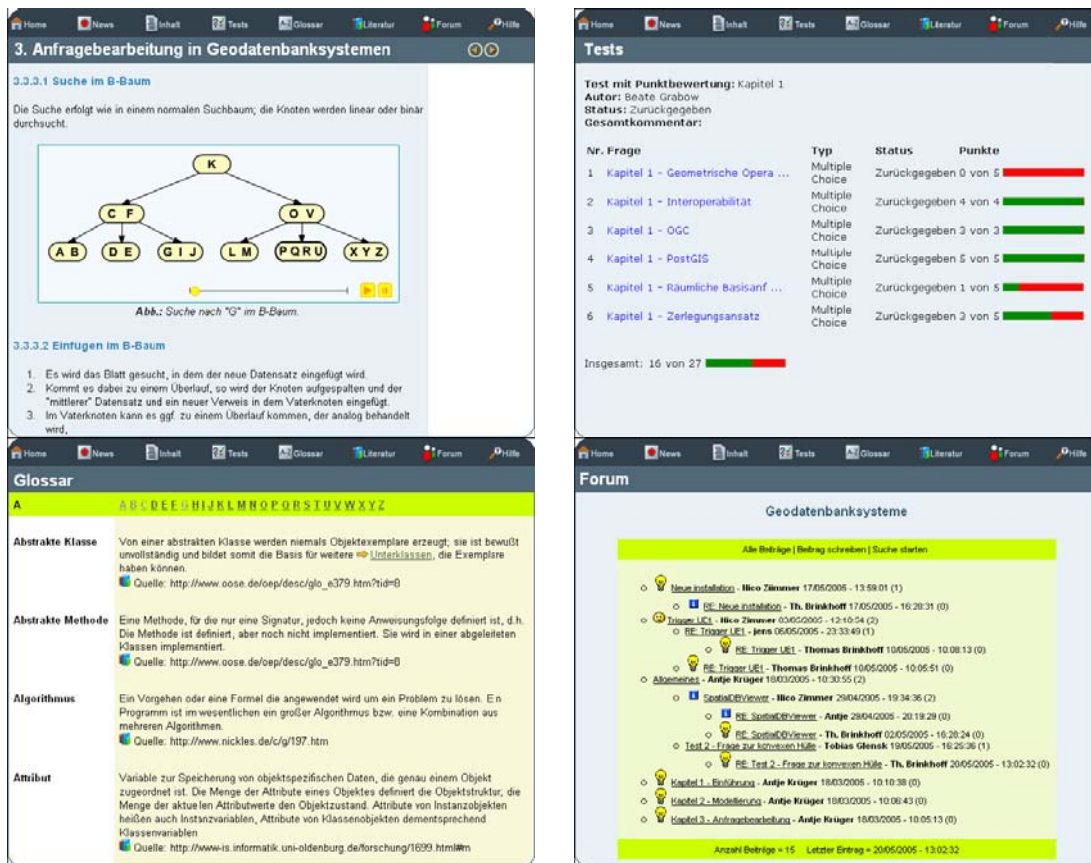 Home News Inhalt Tests Glossar Literatur Forum Hilfe
3. Anfragebearbeitung in Geodatenbanksystemen
3.3.3.1 Suche im B-Baum
Die Suche erfolgt wie in einem normalen Suchbaum; die Knoten werden linear oder binär
durchsucht.
K
C F O V
A B D E G I J L M P Q R U X Y Z
Abb.: Suche nach "G" im B-Baum.
3.3.3.2 Einfügen im B-Baum
1. Es wird das Blatt gesucht, in dem der neue Datensatz eingefügt wird.
2. Kommt es dabei zu einem Überlauf, so wird der Knoten aufgespalten und der
"mittlerer" Datensatz und ein neuer Verweis in dem Vaterknoten eingefügt.
3. Im Vaterknoten kann es ggf. zu einem Überlauf kommen, der analog behandelt
wird,
Home News Inhalt Tests Glossar Literatur Forum Hilfe
Tests
Test mit Punktbewertung: Kapitel 1
Autor: Beate Grabow
Status: Zurückgegeben
Gesamtkommentar:
Nr. Frage Typ Status Punkte
1 Kapitel 1 - Geometrische Opera ... Multiple Choice Zurückgegeben 0 von 5
2 Kapitel 1 - Interoperabilität Multiple Choice Zurückgegeben 4 von 4
3 Kapitel 1 - OGC Multiple Choice Zurückgegeben 3 von 3
4 Kapitel 1 - PostGIS Multiple Choice Zurückgegeben 5 von 5
5 Kapitel 1 - Räumliche Basisanf ... Multiple Choice Zurückgegeben 1 von 5
6 Kapitel 1 - Zerlegungsansatz Multiple Choice Zurückgegeben 3 von 5
Insgesamt: 16 von 27
Home News Inhalt Tests Glossar Literatur Forum Hilfe
Glossar
A A B C D E F G H I J K L M N O P Q R S T U V W X Y Z
Abstrakte Klasse Von einer abstrakten Klasse werden niemals Objektexemplare erzeugt; sie ist bewußt
unvollständig und bildet somit die Basis für weitere Unterklassen, die Exemplare
haben können.
Quelle: http://www.oose.de/oep/desc/glo_e379.htm?tid=8
Abstrakte Methode Eine Methode, für die nur eine Signatur, jedoch keine Anweisungsfolge definiert ist, d.h.
Die Methode ist definiert, aber noch nicht implementiert. Sie wird in einer abgeleiteten
Klassen implementiert.
Quelle: http://www.oose.de/oep/desc/glo_e379.htm?tid=8
Algorithmus Ein Vorgehen oder eine Formel die angewendet wird um ein Problem zu lösen. Ein
Programm ist im wesentlichen ein großer Algorithmus bzw. eine Kombination aus
mehreren Algorithmen.
Quelle: http://www.nickles.de/c/g/197.htm
Attribut Variable zur Speicherung von objektspezifischen Daten, die genau einem Objekt
zugeordnet ist. Die Menge der Attribute eines Objektes definiert die Objektstruktur; die
Menge der aktuellen Attributwerte den Objektzustand. Attribute von Instanzobjekten
heißen auch Instanzvariablen, Attribute von Klassenobjekten dementsprechend
Klassenvariablen
Quelle: http://www-is.informatik.uni-oldenburg.de/forschung/1699.html#m
Home News Inhalt Tests Glossar Literatur Forum Hilfe
Forum
Geodatenbanksysteme
Alle Beiträge | Beitrag schreiben | Suche starten
Neue installation - Nico Zimmer 17/05/2005 - 13:59:01 (1)
RE: Neue installation - Th. Brinkhoff 17/05/2005 - 16:28:31 (0)
Trigger UE1 - Nico Zimmer 03/05/2005 - 12:10:54 (2)
RE: Trigger UE1 - jens 06/05/2005 - 23:33:49 (1)
RE: Trigger UE1 - Thomas Brinkhoff 10/05/2005 - 10:08:13 (0)
RE: Trigger UE1 - Thomas Brinkhoff 10/05/2005 - 10:05:51 (0)
Allgemeines - Antje Krüger 18/03/2005 - 10:30:55 (2)
SpatialDBViewer - Nico Zimmer 29/04/2005 - 19:34:36 (2)
RE: SpatialDBViewer - Antje 29/04/2005 - 20:19:29 (0)
RE: SpatialDBViewer - Th. Brinkhoff 02/05/2005 - 16:28:24 (0)
Test 2 - Frage zur konvexen Hülle - Tobias Glensk 19/05/2005 - 16:25:36 (1)
RE: Test 2 - Frage zur konvexen Hülle - Th. Brinkhoff 20/05/2005 - 13:02:32 (0)
Kapitel 1 - Einführung - Antje Krüger 18/03/2005 - 10:10:38 (0)
Kapitel 2 - Modellierung - Antje Krüger 18/03/2005 - 10:06:43 (0)
Kapitel 3 - Anfragebearbeitung - Antje Krüger 18/03/2005 - 10:05:13 (0)
Anzahl Beiträge = 15 Letzter Eintrag = 20/05/2005 - 13:02:32